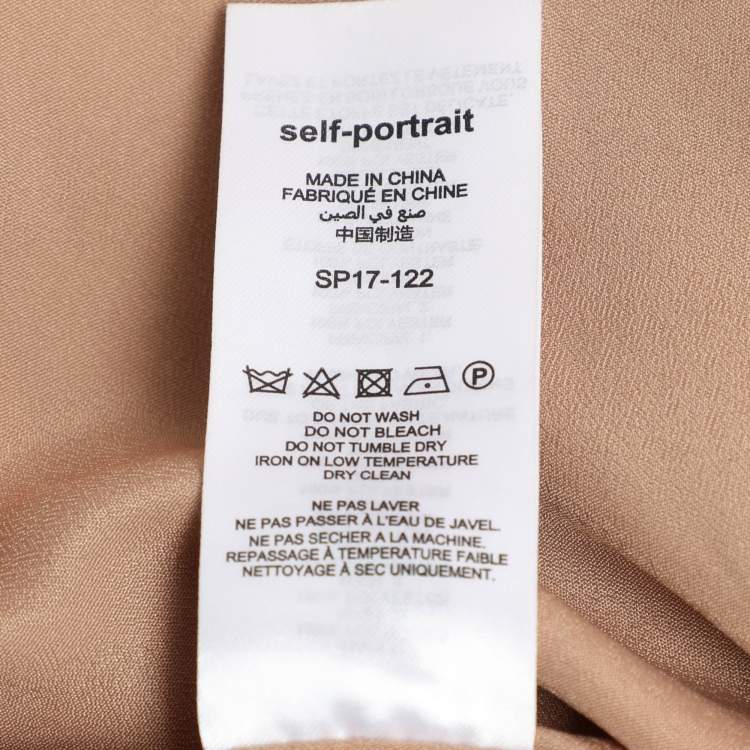 self-portrait
MADE IN CHINA
FABRIQUÉ EN CHINE
صنع في الصين
中国制造
SP17-122
P
DO NOT WASH
DO NOT BLEACH
DO NOT TUMBLE DRY
IRON ON LOW TEMPERATURE
DRY CLEAN
NE PAS LAVER
NE PAS PASSER À L'EAU DE JAVEL.
NE PAS SECHER A LA MACHINE.
REPASSAGE À TEMPERATURE FAIBLE
NETTOYAGE À SEC UNIQUEMENT.